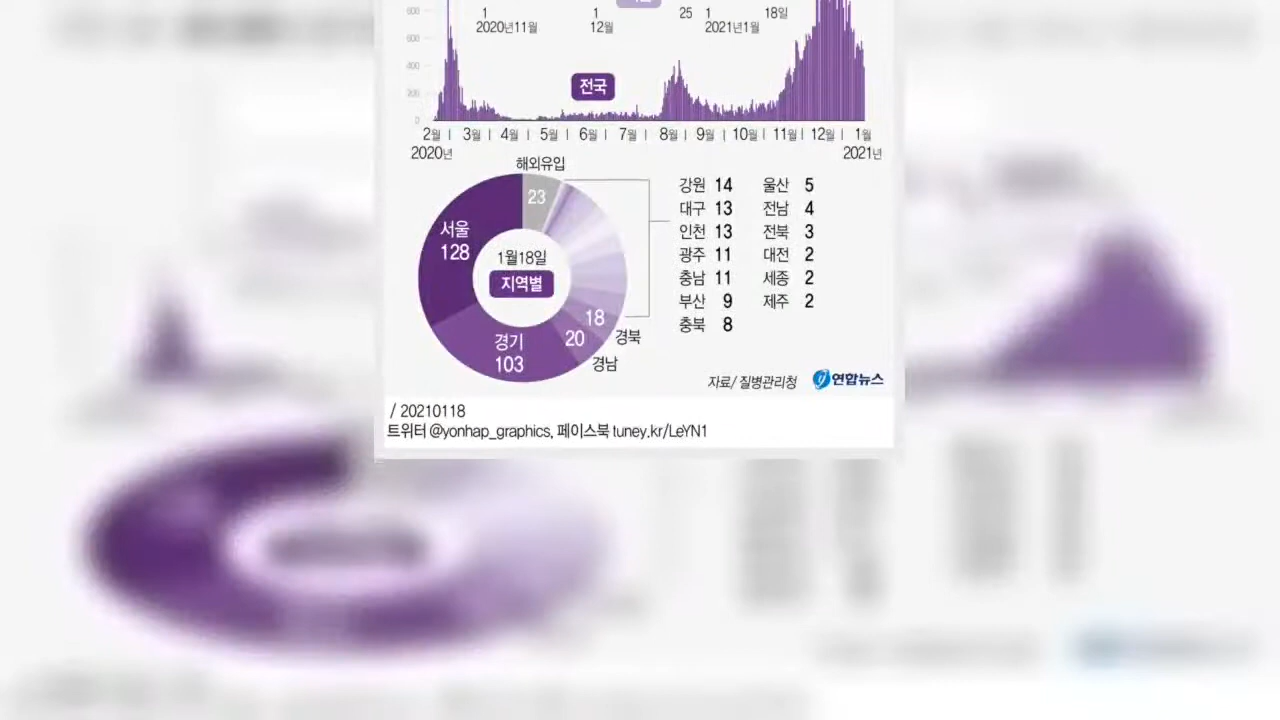 800
1 1 25 1 18일
2020년11월 12월 2021년1월
600
400
전국
200
0
2월 3월 4월 5월 6월 7월 8월 9월 10월 11월 12월 1월
2020년 2021년
해외유입
23
서울
128
1월18일
지역별
경기
103
20
경남
18
경북
강원 14 울산 5
대구 13 전남 4
인천 13 전북 3
광주 11 대전 2
충남 11 세종 2
부산 9 제주 2
충북 8
자료/ 질병관리청 연합뉴스
/ 20210118
트위터 @yonhap_graphics, 페이스북 tuney.kr/LeYN1